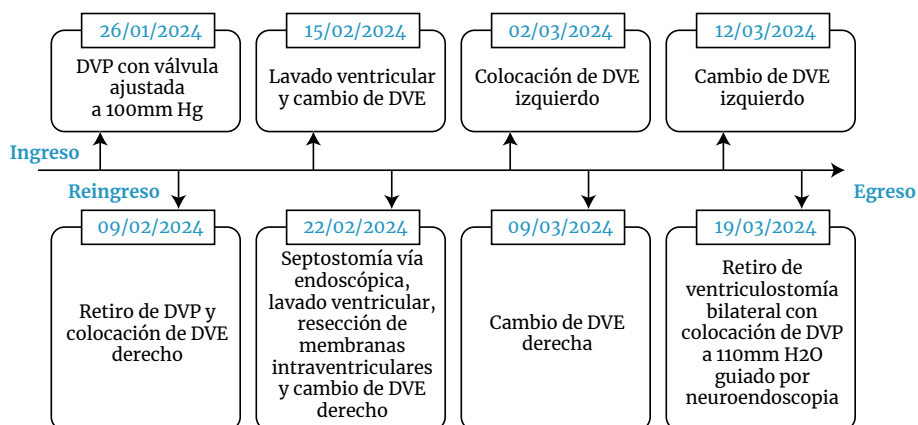 26/01/2024
DVP con válvula
ajustada
a 100mm Hg
15/02/2024
Lavado ventricular
y cambio de DVE
02/03/2024
Colocación de DVE
izquierdo
12/03/2024
Cambio de DVE
izquierdo
Ingreso
Reingreso
Egreso
09/02/2024
Retiro de DVP y
colocación de DVE
derecho
22/02/2024
Septostomía vía
endoscópica,
lavado ventricular,
resección de
membranas
intraventriculares
y cambio de DVE
derecho
09/03/2024
Cambio de DVE
derecha
19/03/2024
Retiro de
ventriculostomía
bilateral con
colocación de DVP
a 110mm H2O
guiado por
neuroendoscopia